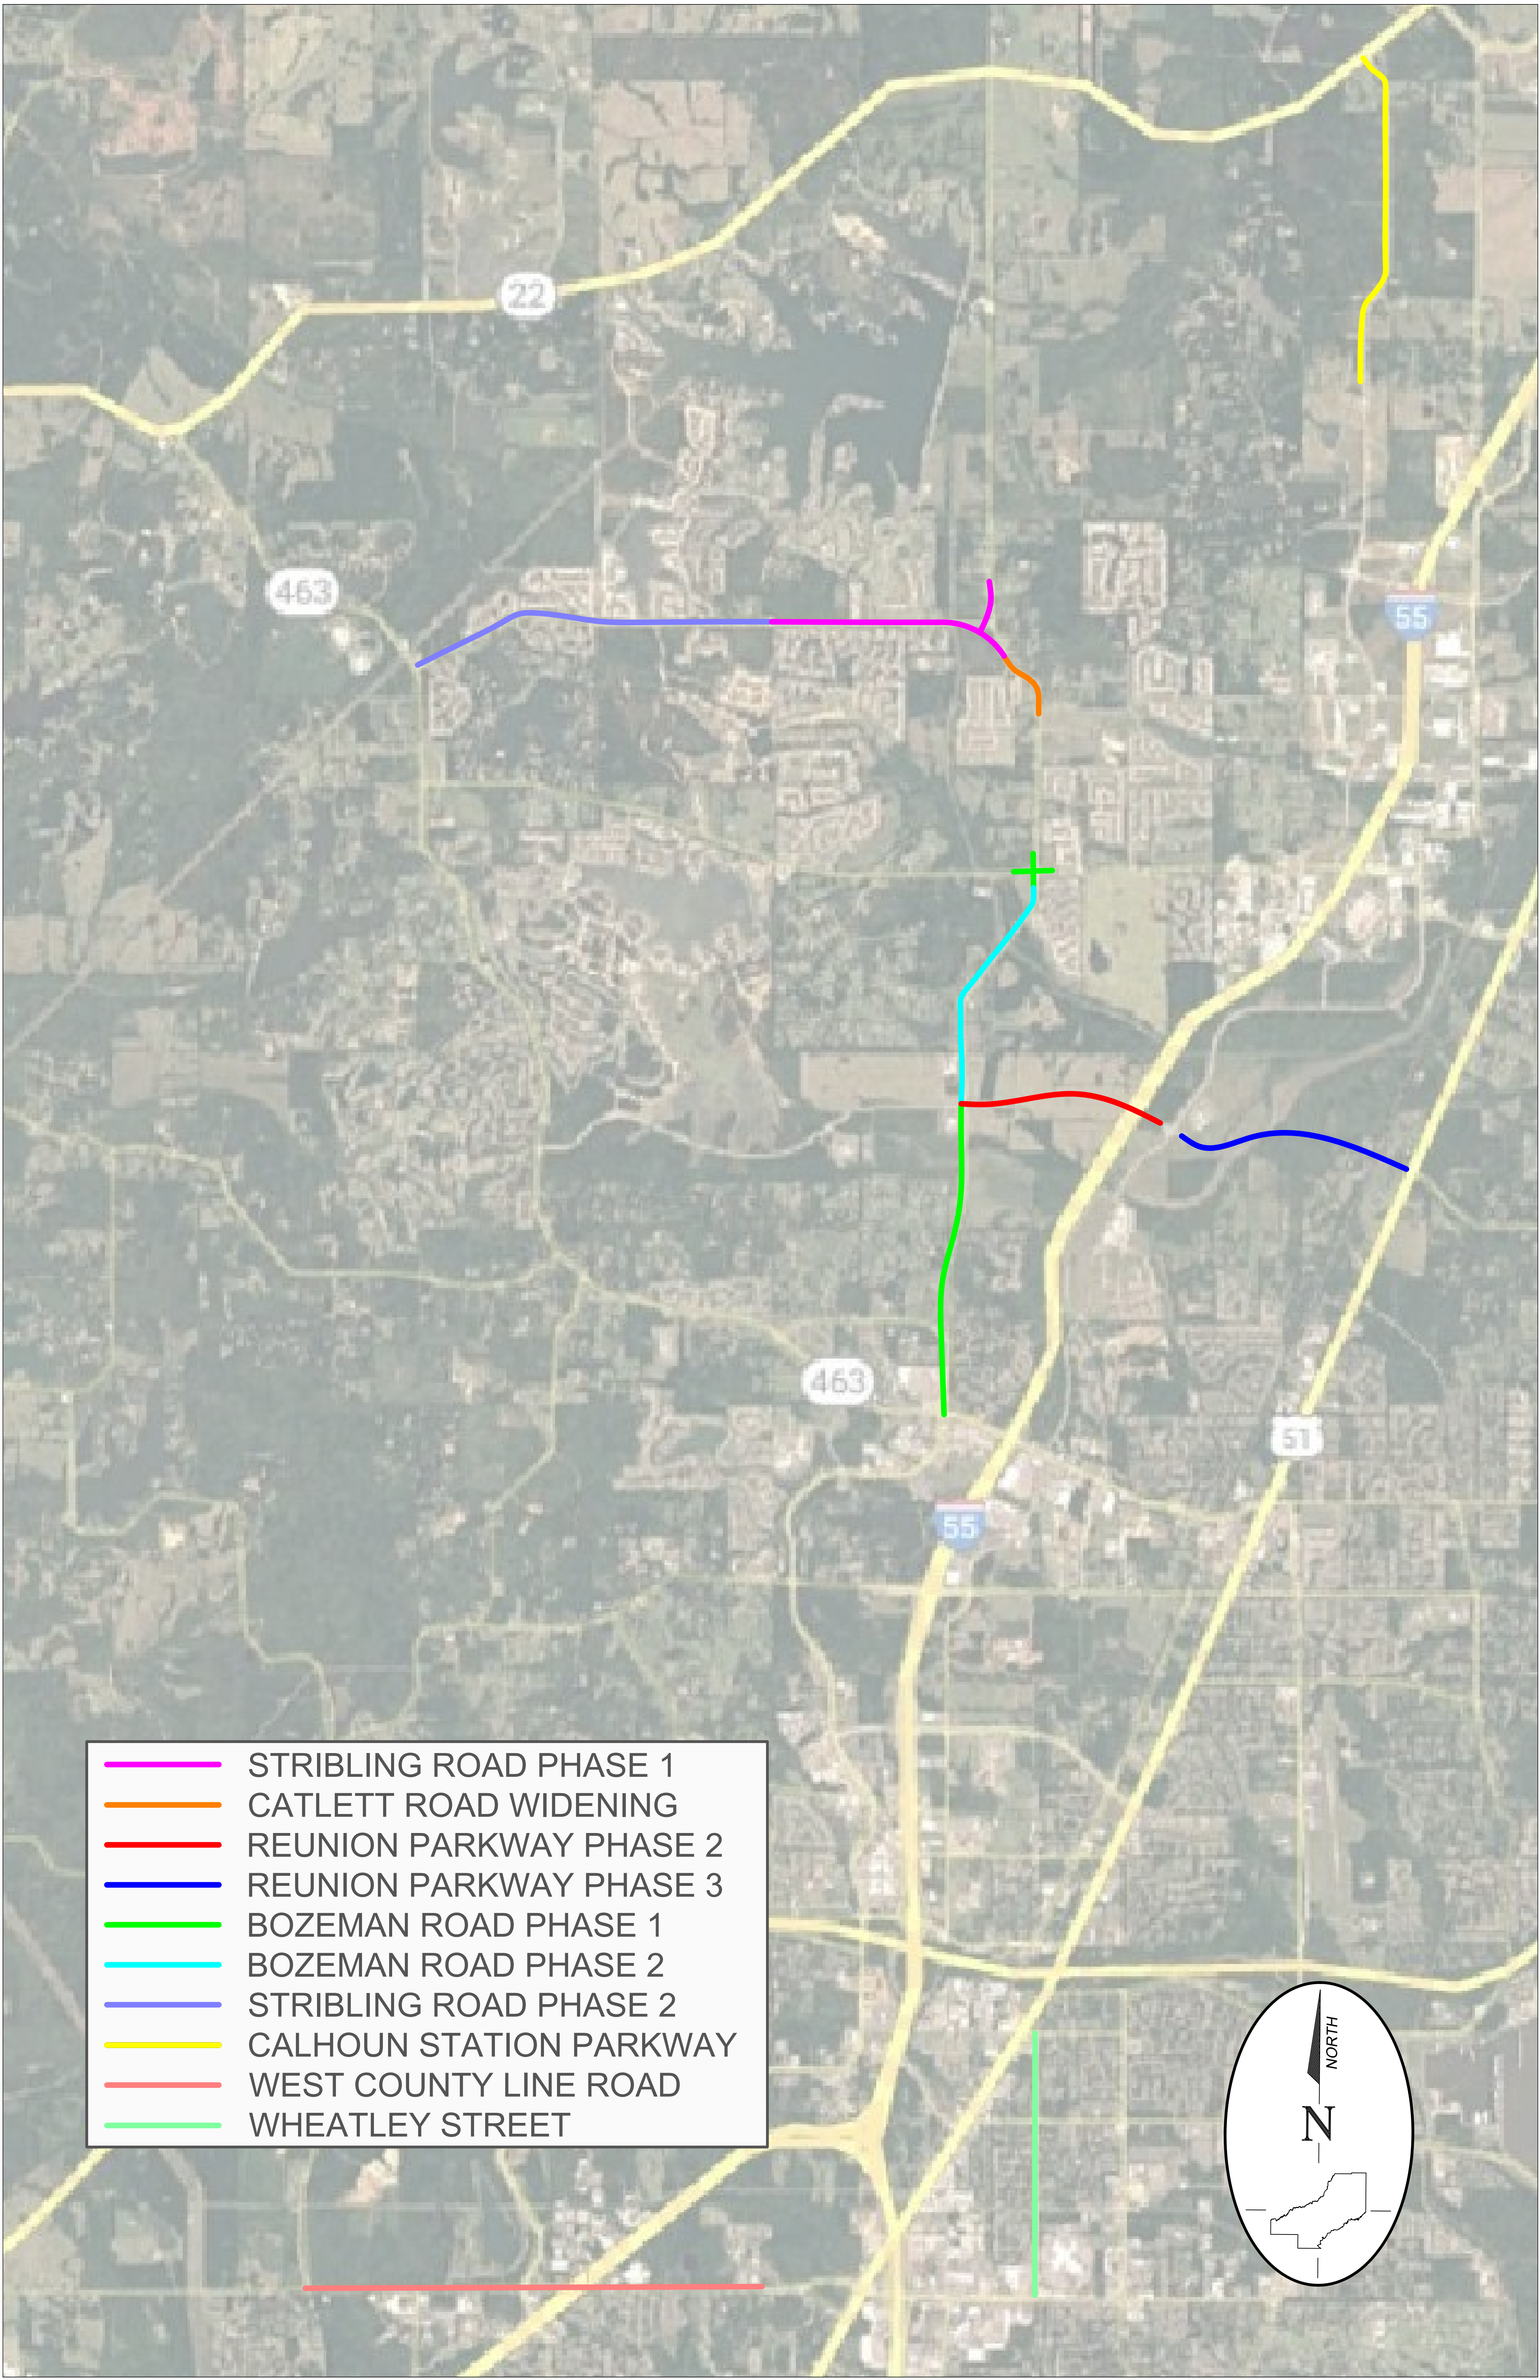 22
463
55
463
51
55
STRIBLING ROAD PHASE 1
CATLETT ROAD WIDENING
REUNION PARKWAY PHASE 2
REUNION PARKWAY PHASE 3
BOZEMAN ROAD PHASE 1
BOZEMAN ROAD PHASE 2
STRIBLING ROAD PHASE 2
CALHOUN STATION PARKWAY
WEST COUNTY LINE ROAD
WHEATLEY STREET
NORTH
N